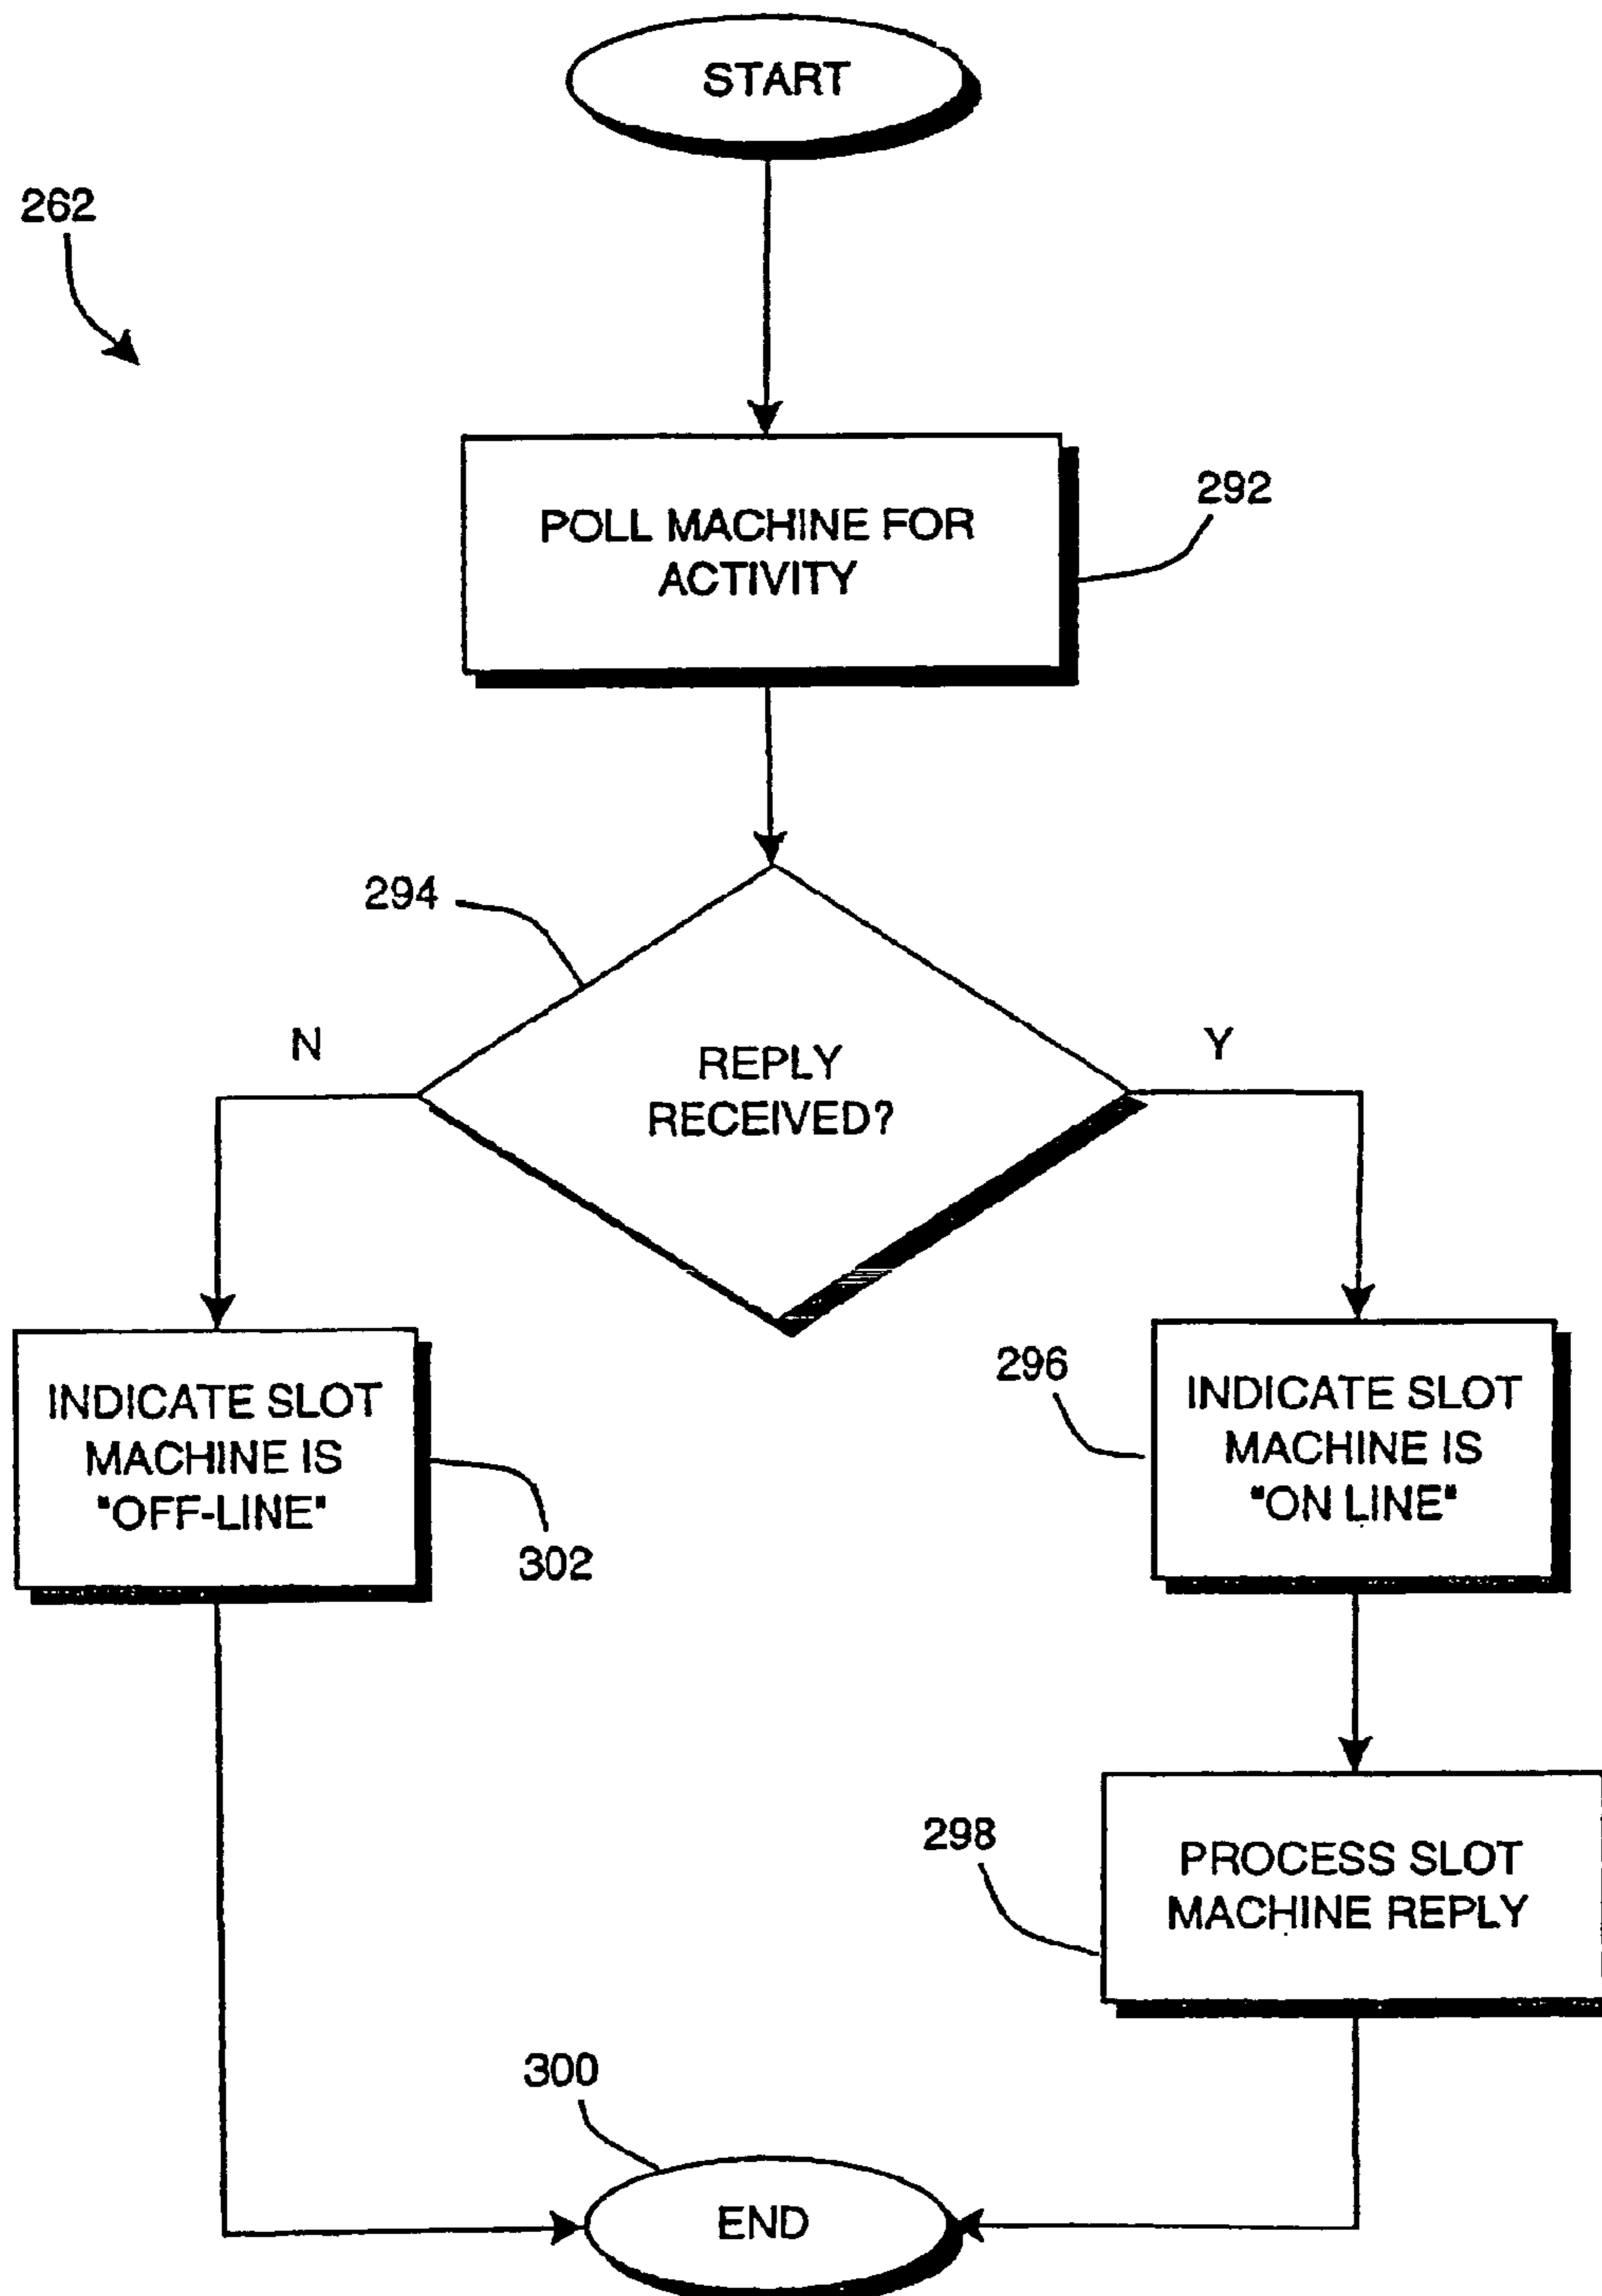 START
262
POLL MACHINE FOR
ACTIVITY
292
294
N
Y
REPLY
RECEIVED?
INDICATE SLOT
MACHINE IS
"OFF-LINE"
302
296
INDICATE SLOT
MACHINE IS
"ON LINE"
298
PROCESS SLOT
MACHINE REPLY
300
END